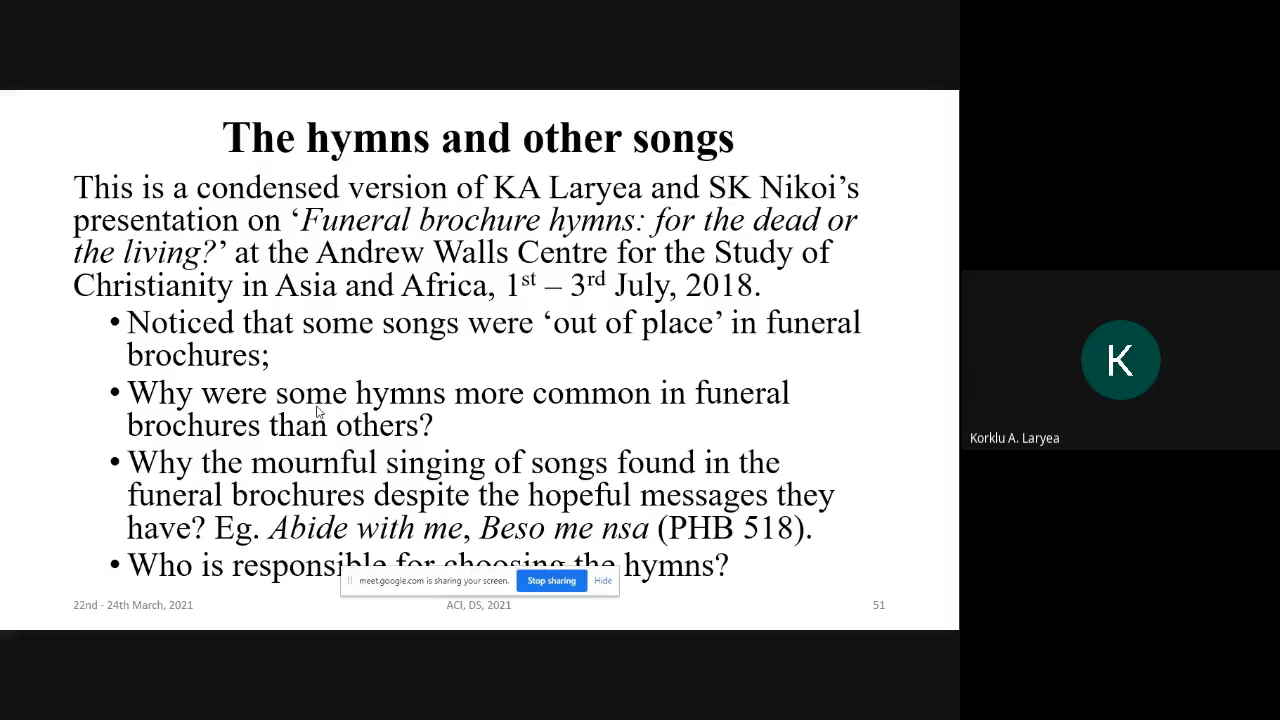 The hymns and other songs
This is a condensed version of KA Laryea and SK Nikoi’s
presentation on ‘Funeral brochure hymns: for the dead or
the living?’ at the Andrew Walls Centre for the Study of
Christianity in Asia and Africa, 1st – 3rd July, 2018.
• Noticed that some songs were ‘out of place’ in funeral
brochures;
• Why were some hymns more common in funeral
brochures than others?
• Why the mournful singing of songs found in the
funeral brochures despite the hopeful messages they
have? Eg. Abide with me, Beso me nsa (PHB 518).
• Who is responsible for choosing the hymns?
meet.google.com is sharing your screen. Stop sharing Hide
22nd - 24th March, 2021 ACI, DS, 2021 51
K
Korklu A. Laryea